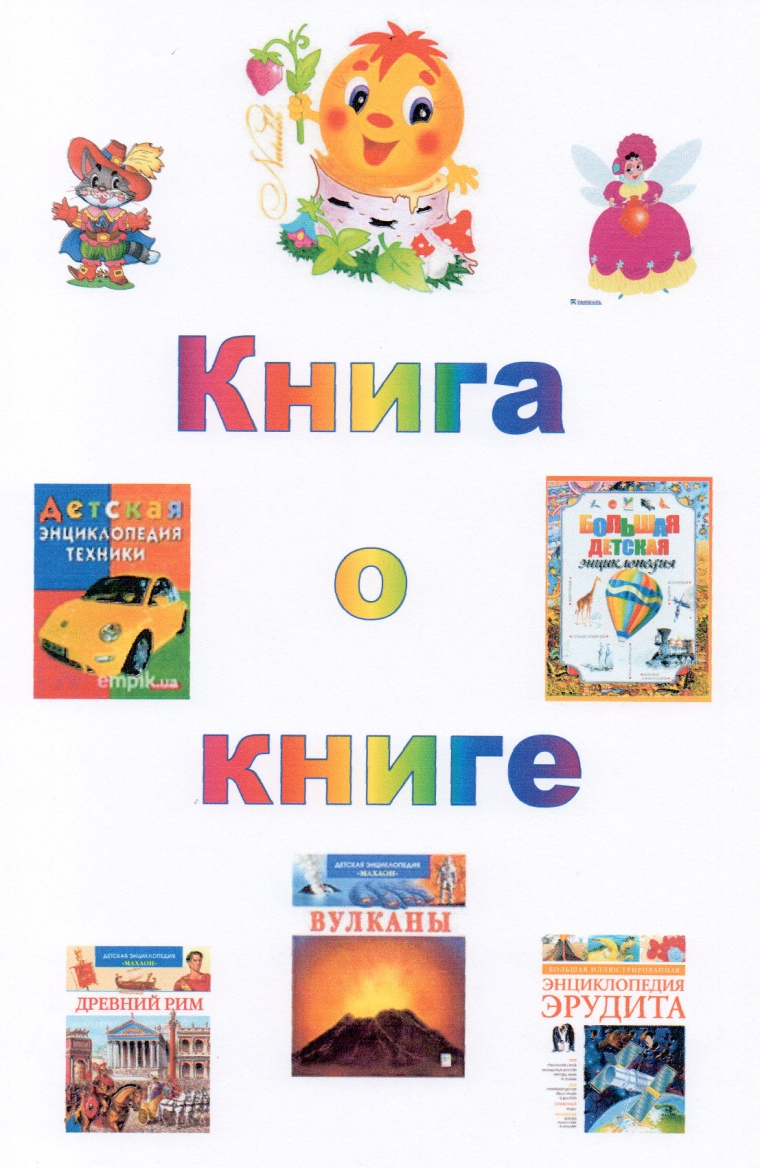 Книга
Детская
энциклопедия
техники
empik.ua
о
Большая
детская
энциклопедия
книге
ДЕТСКАЯ ЭНЦИКЛОПЕДИЯ
«МАХАОН»
ВУЛКАНЫ
ДЕТСКАЯ ЭНЦИКЛОПЕДИЯ
«МАХАОН»
ДРЕВНИЙ РИМ
БОЛЬШАЯ ИЛЛЮСТРИРОВАННАЯ
ЭНЦИКЛОПЕДИЯ
ЭРУДИТА